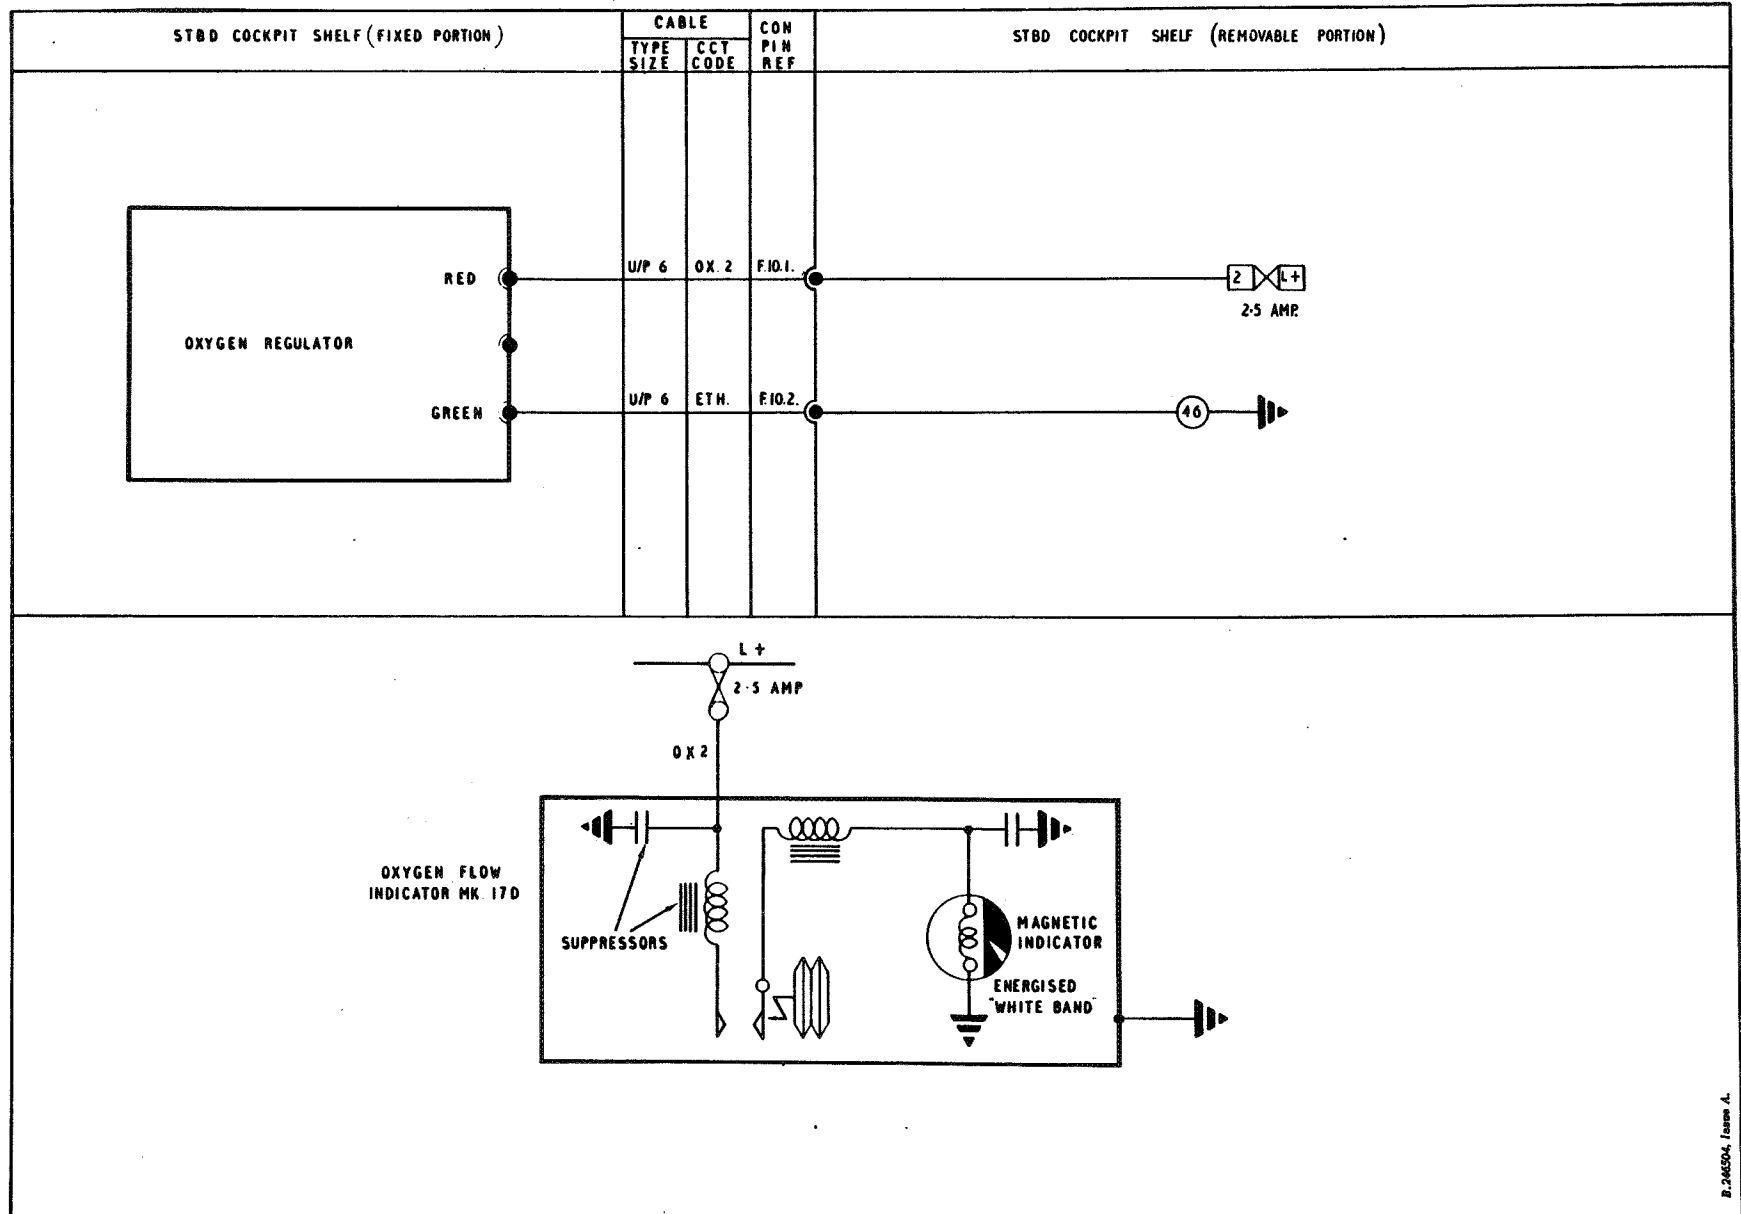 STBD COCKPIT SHELF (FIXED PORTION)
CABLE
TYPE SIZE
CCT CODE
CON PIN REF
STBD COCKPIT SHELF (REMOVABLE PORTION)
RED
U/P 6
OX. 2
F.10.1.
2
L+
2·5 AMP.
OXYGEN REGULATOR
GREEN
U/P 6
ETH.
F.10.2.
46
L +
2·5 AMP
OX2
OXYGEN FLOW
INDICATOR MK. 17D
SUPPRESSORS
MAGNETIC
INDICATOR
ENERGISED
"WHITE BAND"
B.246504, Issue A.